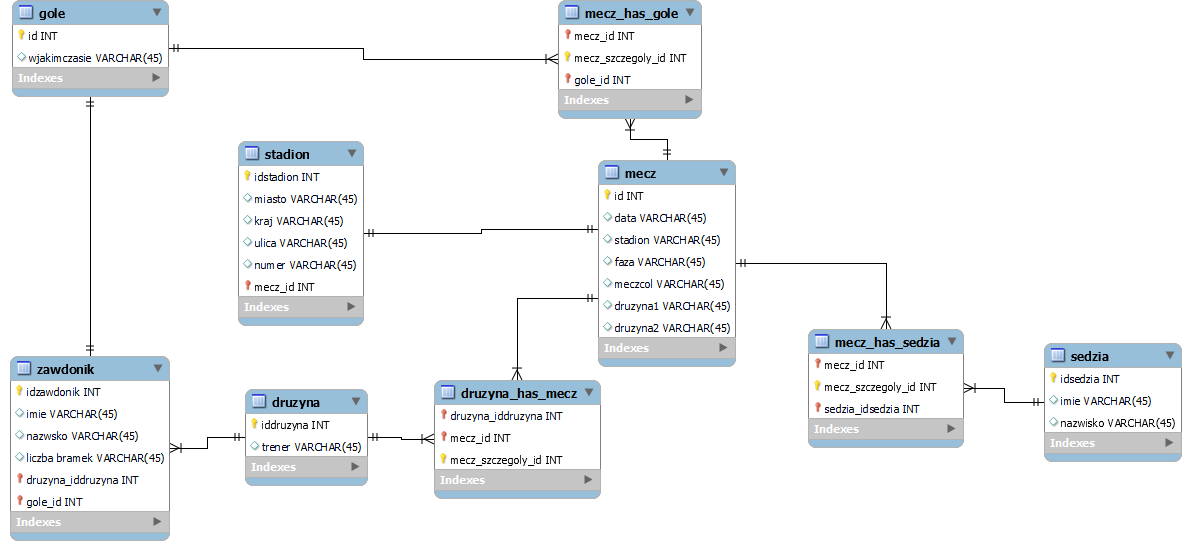 gole
id INT
wjakimczasie VARCHAR(45)
Indexes
mecz_has_gole
mecz_id INT
mecz_szczegoly_id INT
gole_id INT
Indexes
stadion
idstadion INT
miasto VARCHAR(45)
kraj VARCHAR(45)
ulica VARCHAR(45)
numer VARCHAR(45)
mecz_id INT
Indexes
mecz
id INT
data VARCHAR(45)
stadion VARCHAR(45)
faza VARCHAR(45)
meczcol VARCHAR(45)
druzyna1 VARCHAR(45)
druzyna2 VARCHAR(45)
Indexes
zawdonik
idzawdonik INT
imie VARCHAR(45)
nazwsko VARCHAR(45)
liczba bramek VARCHAR(45)
druzyna_iddruzyna INT
gole_id INT
Indexes
druzyna
iddruzyna INT
trener VARCHAR(45)
Indexes
druzyna_has_mecz
druzyna_iddruzyna INT
mecz_id INT
mecz_szczegoly_id INT
Indexes
mecz_has_sedzia
mecz_id INT
mecz_szczegoly_id INT
sedzia_idsedzia INT
Indexes
sedzia
idsedzia INT
imie VARCHAR(45)
nazwisko VARCHAR(45)
Indexes